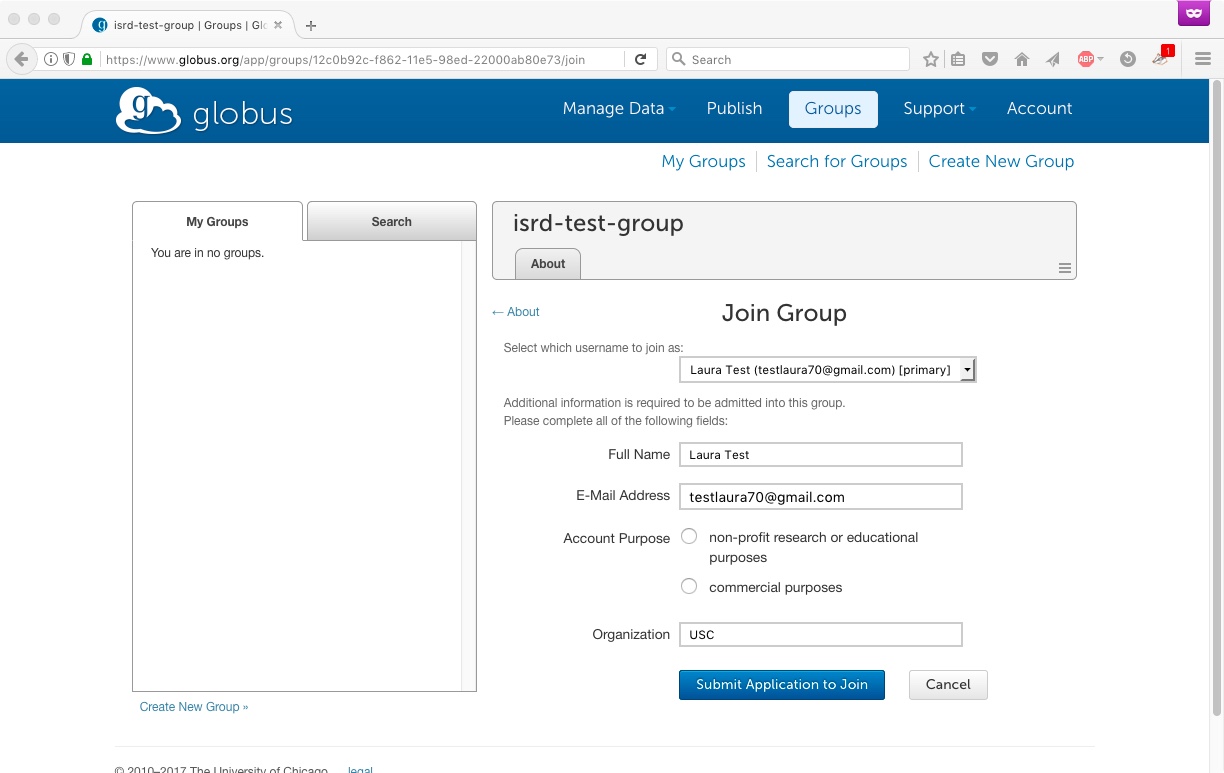 isrd-test-group | Groups | Glo
https://www.globus.org/app/groups/12c0b92c-f862-11e5-98ed-22000ab80e73/join
Search
ABP
1
g globus
Manage Data
Publish
Groups
Support
Account
My Groups
Search for Groups
Create New Group
My Groups
Search
You are in no groups.
Create New Group »
isrd-test-group
About
← About
Join Group
Select which username to join as:
Laura Test (testlaura70@gmail.com) [primary]
Additional information is required to be admitted into this group.
Please complete all of the following fields:
Full Name
Laura Test
E-Mail Address
testlaura70@gmail.com
Account Purpose
non-profit research or educational
purposes
commercial purposes
Organization
USC
Submit Application to Join
Cancel
© 2010–2017 The University of Chicago
legal